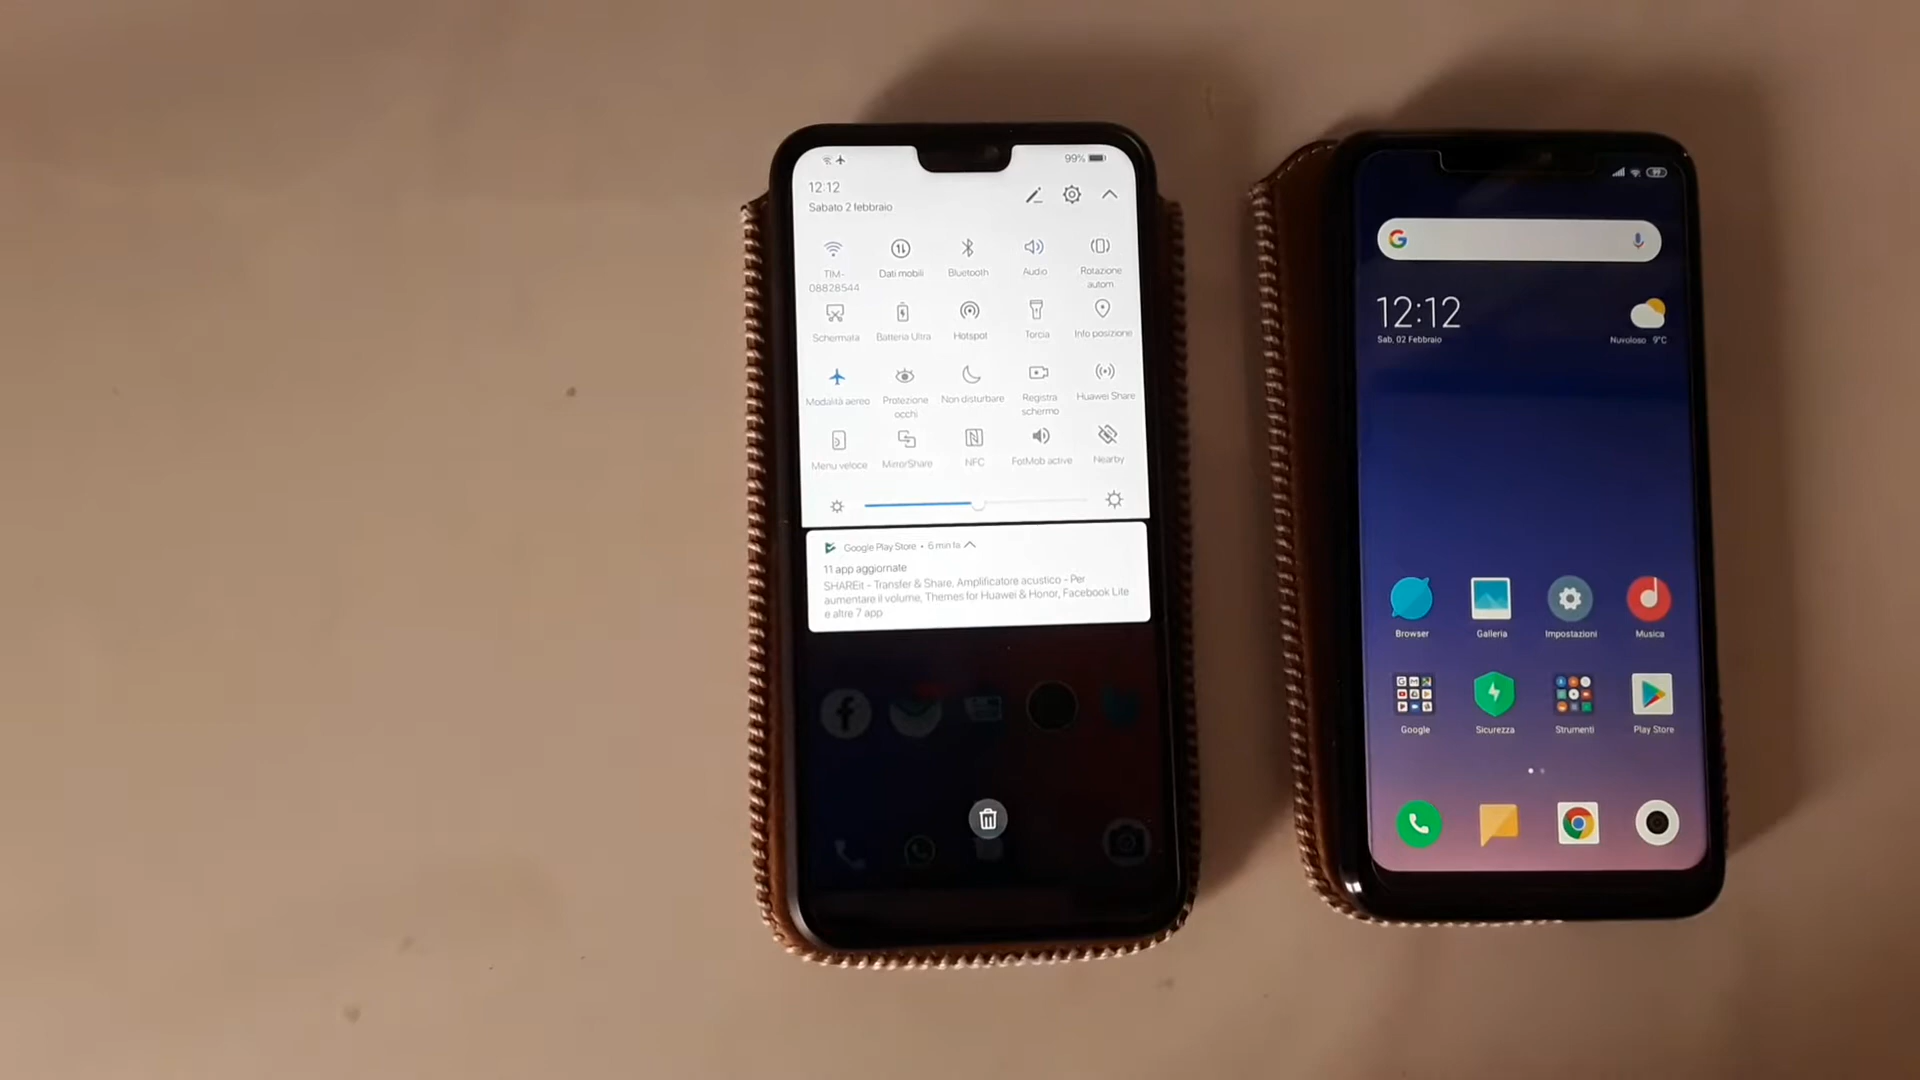 99%
12:12
Sabato 2 febbraio
TIM-
08828544
Dati mobili
Bluetooth
Audio
Rotazione
autom.
Schermata
Batteria Ultra
Hotspot
Torcia
Info posizione
Modalità aereo
Protezione
occhi
Non disturbare
Registra
schermo
Huawei Share
Menu veloce
MirrorShare
NFC
FotMob active
Nearby
Google Play Store • 6 min fa
11 app aggiornate
SHAREit - Transfer & Share, Amplificatore acustico - Per
aumentare il volume, Themes for Huawei & Honor, Facebook Lite
e altre 7 app
12:12
Sab, 02 Febbraio
Nuvoloso 9°C
Browser
Galleria
Impostazioni
Musica
Google
Sicurezza
Strumenti
Play Store